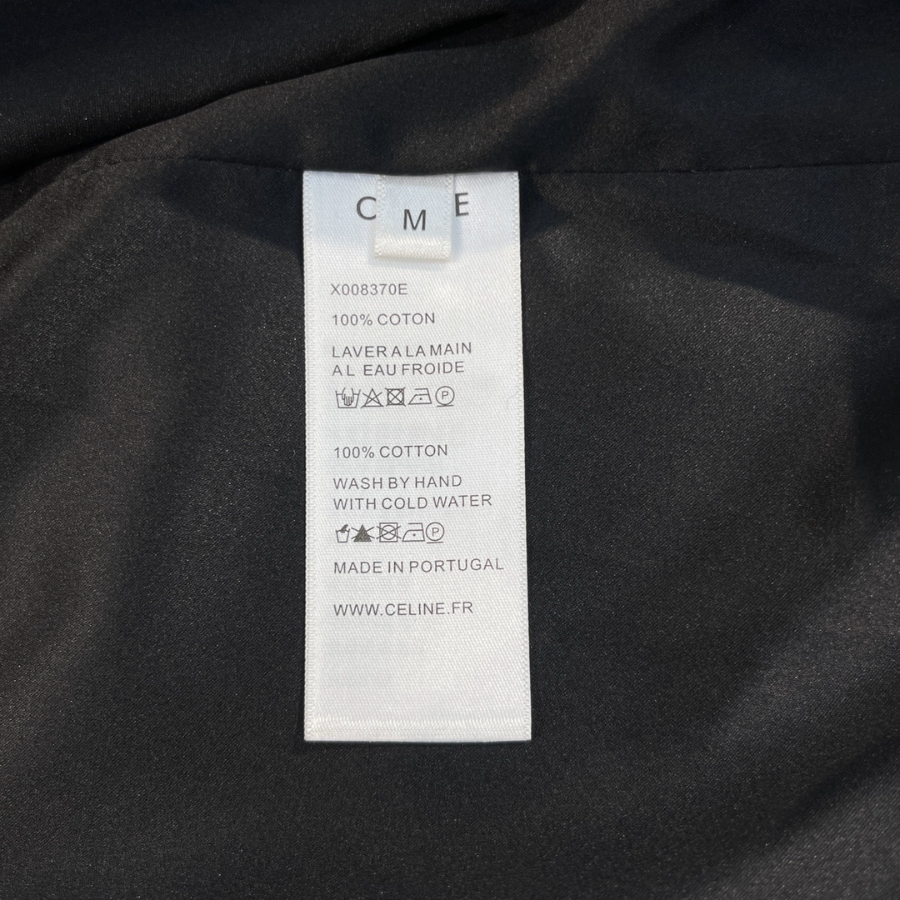 C M E
X008370E
100% COTON
LAVER A LA MAIN
A L EAU FROIDE
P
100% COTTON
WASH BY HAND
WITH COLD WATER
P
MADE IN PORTUGAL
WWW.CELINE.FR